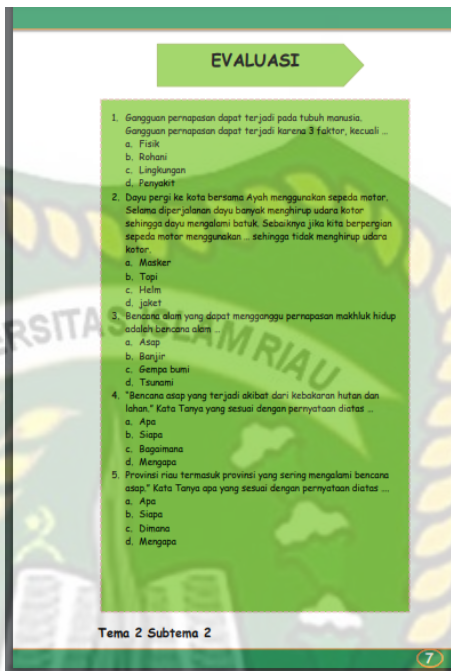 EVALUASI
1. Gangguan pernapasan dapat terjadi pada tubuh manusia.
Gangguan pernapasan dapat terjadi karena 3 faktor, kecuali ...
a. Fisik
b. Rohani
c. Lingkungan
d. Penyakit
2. Dayu pergi ke kota bersama Ayah menggunakan sepeda motor.
Selama diperjalanan dayu banyak menghirup udara kotor
sehingga dayu mengalami batuk. Sebaiknya jika kita berpergian
sepeda motor menggunakan ... sehingga tidak menghirup udara
kotor.
a. Masker
b. Topi
c. Helm
d. jaket
3. Bencana alam yang dapat mengganggu pernapasan makhluk hidup
adalah bencana alam ...
a. Asap
b. Banjir
c. Gempa bumi
d. Tsunami
4. "Bencana asap yang terjadi akibat dari kebakaran hutan dan
lahan." Kata Tanya yang sesuai dengan pernyataan diatas ...
a. Apa
b. Siapa
c. Bagaimana
d. Mengapa
5. Provinsi riau termasuk provinsi yang sering mengalami bencana
asap." Kata Tanya apa yang sesuai dengan pernyataan diatas ....
a. Apa
b. Siapa
c. Dimana
d. Mengapa
Tema 2 Subtema 2
7